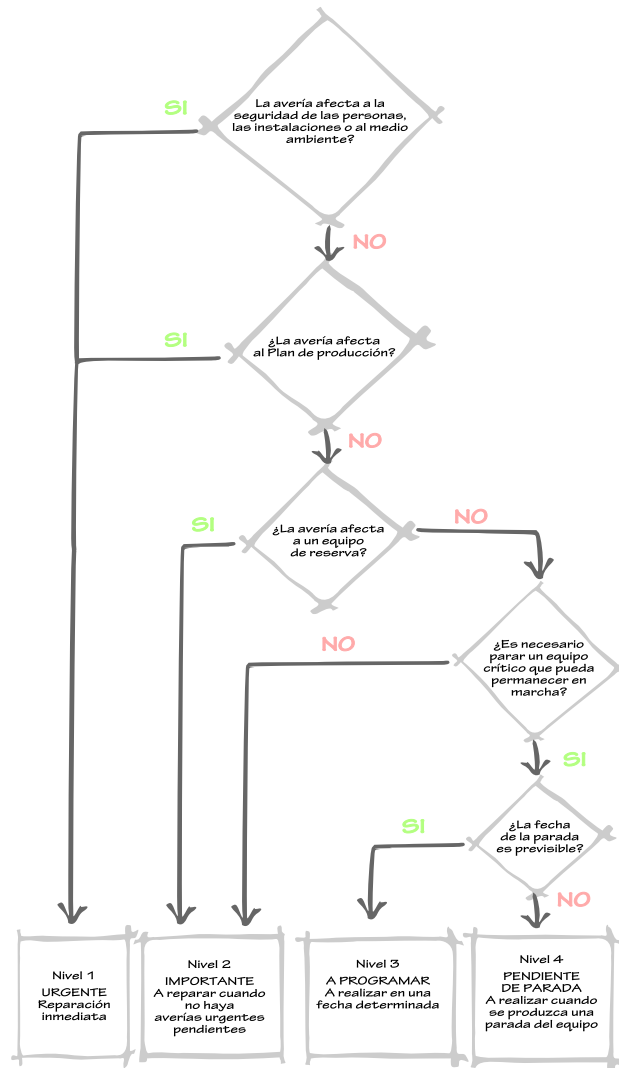 SI
La avería afecta a la
seguridad de las personas,
las instalaciones o al medio
ambiente?
NO
SI
¿La avería afecta
al Plan de producción?
NO
SI
¿La avería afecta
a un equipo
de reserva?
NO
NO
¿Es necesario
parar un equipo
crítico que pueda
permanecer en
marcha?
SI
SI
¿La fecha
de la parada
es previsible?
NO
Nivel 1
URGENTE
Reparación
inmediata
Nivel 2
IMPORTANTE
A reparar cuando
no haya
averías urgentes
pendientes
Nivel 3
A PROGRAMAR
A realizar en una
fecha determinada
Nivel 4
PENDIENTE
DE PARADA
A realizar cuando
se produzca una
parada del equipo